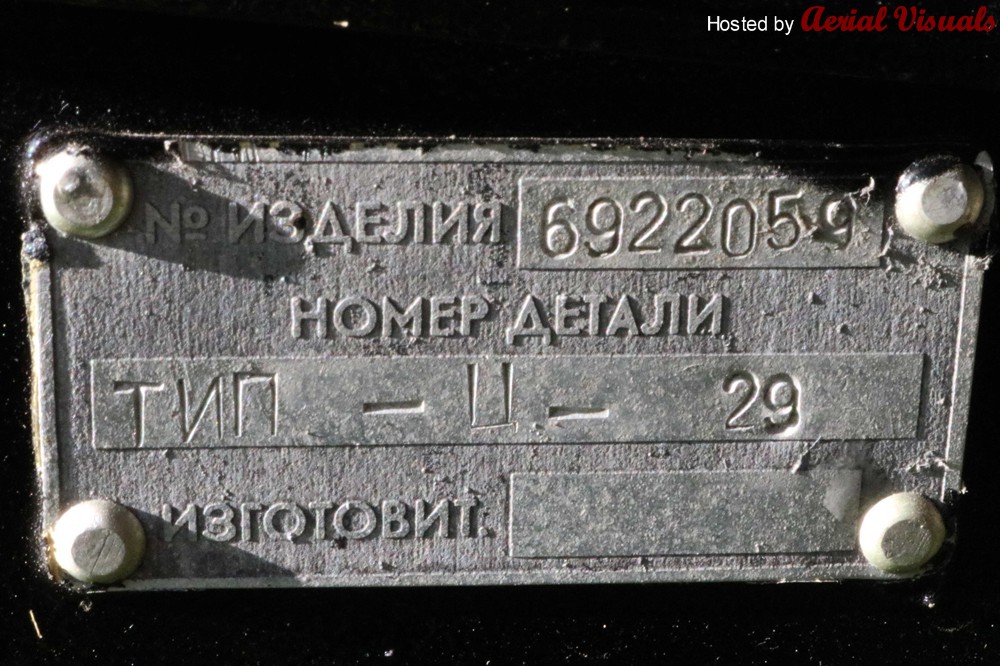 Hosted by Aerial Visuals
№ ИЗДЕЛИЯ 6922059
НОМЕР ДЕТАЛИ
ТИП - Ц - 29
ИЗГОТОВИТ.